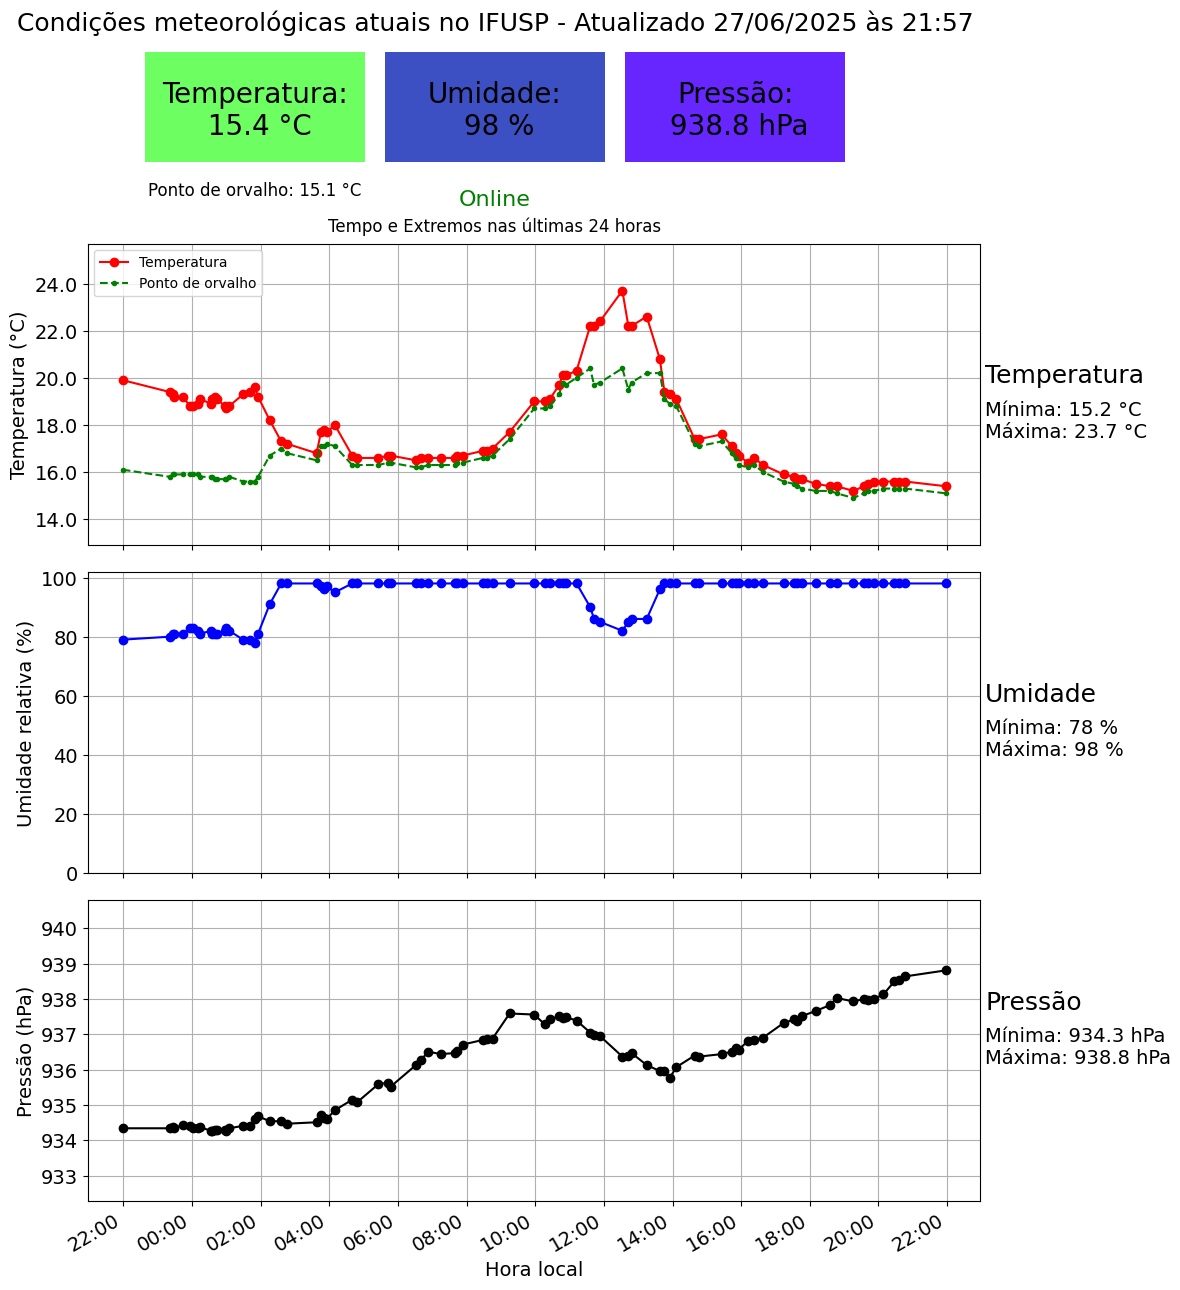 Condições meteorológicas atuais no IFUSP - Atualizado 27/06/2025 às 21:57
Temperatura:
15.4 °C
Umidade:
98 %
Pressão:
938.8 hPa
Ponto de orvalho: 15.1 °C
Online
Tempo e Extremos nas últimas 24 horas
Temperatura
Ponto de orvalho
Temperatura (°C)
24.0
22.0
20.0
18.0
16.0
14.0
Temperatura
Mínima: 15.2 °C
Máxima: 23.7 °C
Umidade relativa (%)
100
80
60
40
20
0
Umidade
Mínima: 78 %
Máxima: 98 %
Pressão (hPa)
940
939
938
937
936
935
934
933
Pressão
Mínima: 934.3 hPa
Máxima: 938.8 hPa
22:00
00:00
02:00
04:00
06:00
08:00
10:00
12:00
14:00
16:00
18:00
20:00
22:00
Hora local